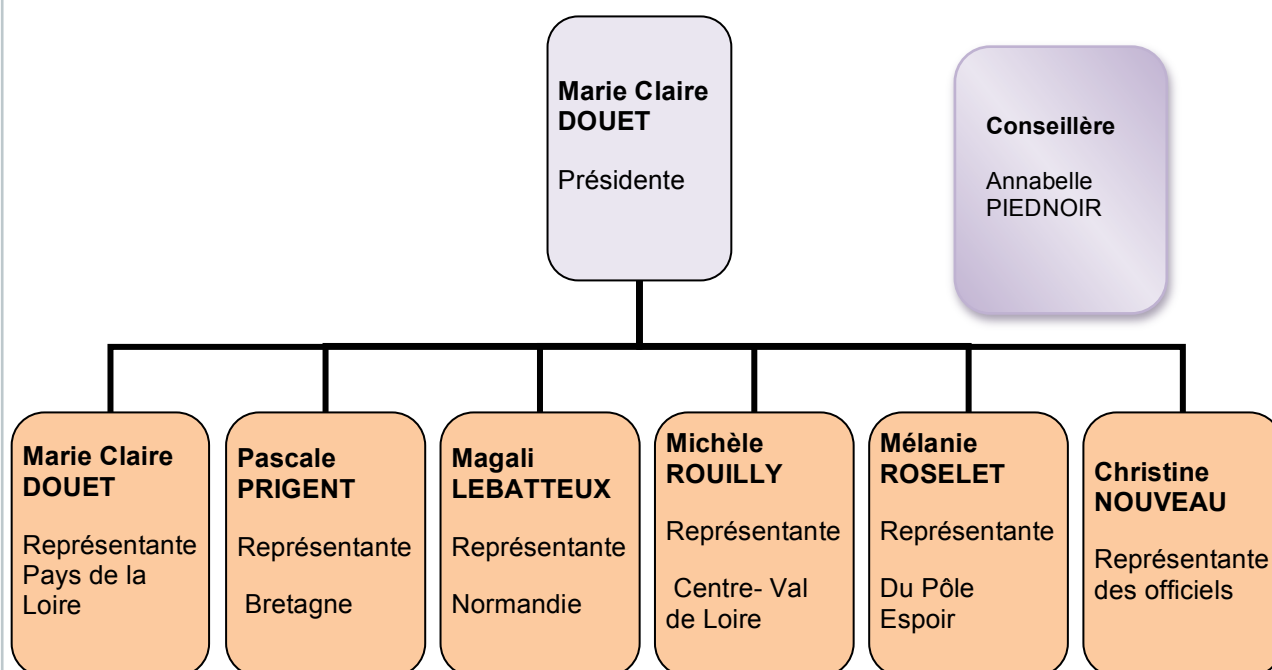 Marie Claire
DOUET
Présidente
Conseillère
Annabelle
PIEDNOIR
Marie Claire
DOUET
Représentante
Pays de la
Loire
Pascale
PRIGENT
Représentante
Bretagne
Magali
LEBATTEUX
Représentante
Normandie
Michèle
ROUILLY
Représentante
Centre- Val
de Loire
Mélanie
ROSELET
Représentante
Du Pôle
Espoir
Christine
NOUVEAU
Représentante
des officiels